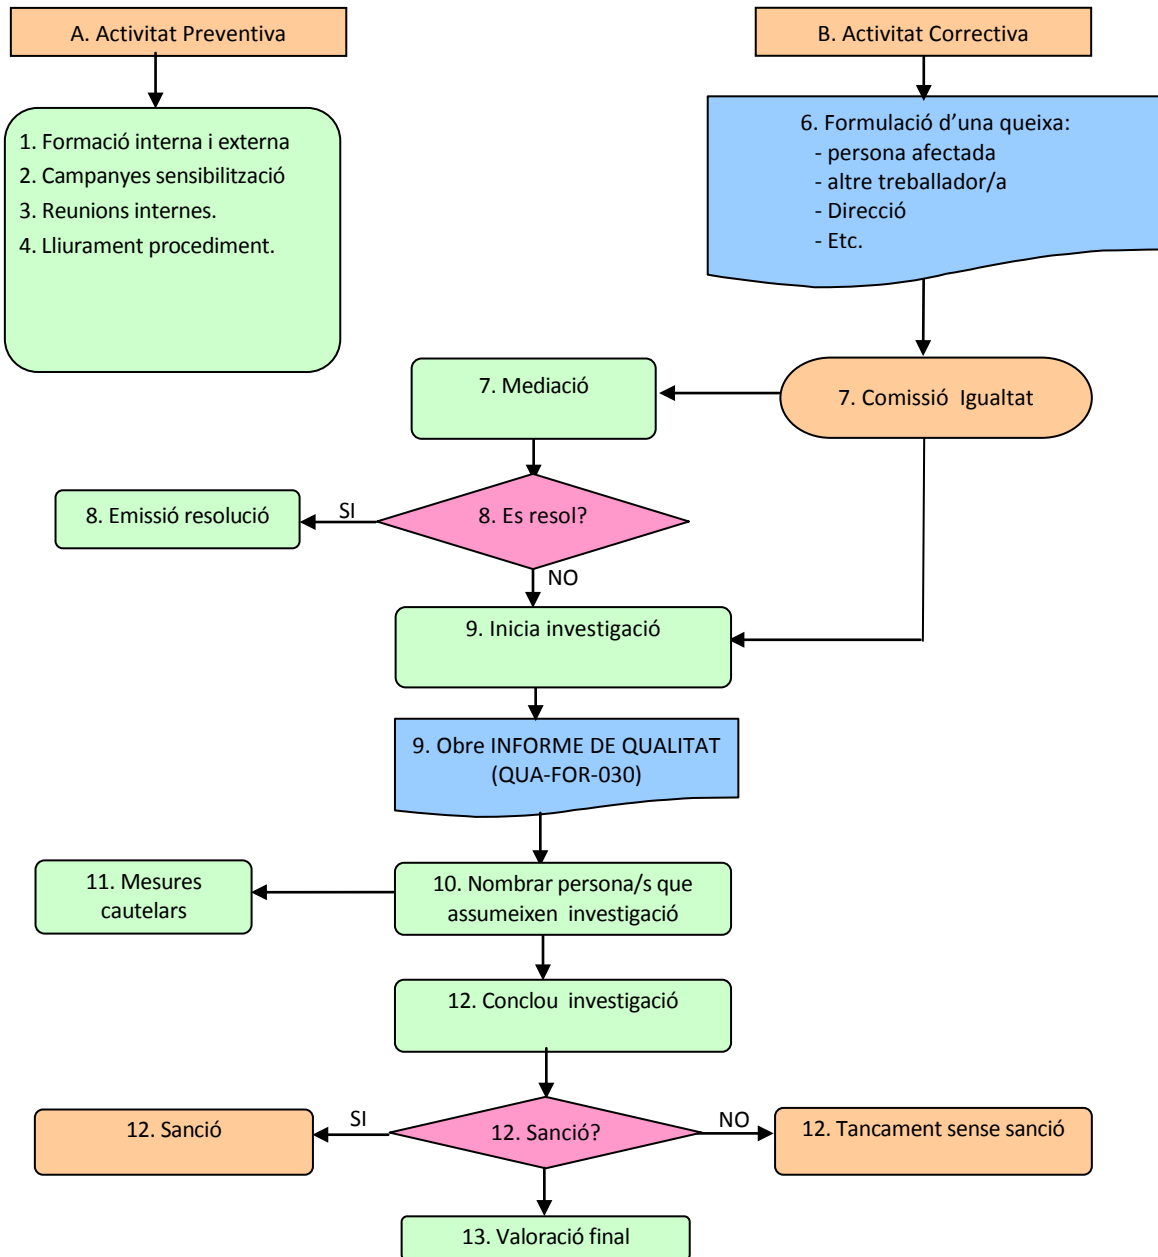 A. Activitat Preventiva
B. Activitat Correctiva
1. Formació interna i externa
2. Campanyes sensibilització
3. Reunions internes.
4. Lliurament procediment.
6. Formulació d’una queixa:
- persona afectada
- altre treballador/a
- Direcció
- Etc.
7. Mediació
7. Comissió Igualtat
8. Emissió resolució
SI
8. Es resol?
NO
9. Inicia investigació
9. Obre INFORME DE QUALITAT
(QUA-FOR-030)
11. Mesures
cautelars
10. Nombrar persona/s que
assumeixen investigació
12. Conclou investigació
12. Sanció
SI
12. Sanció?
NO
12. Tancament sense sanció
13. Valoració final